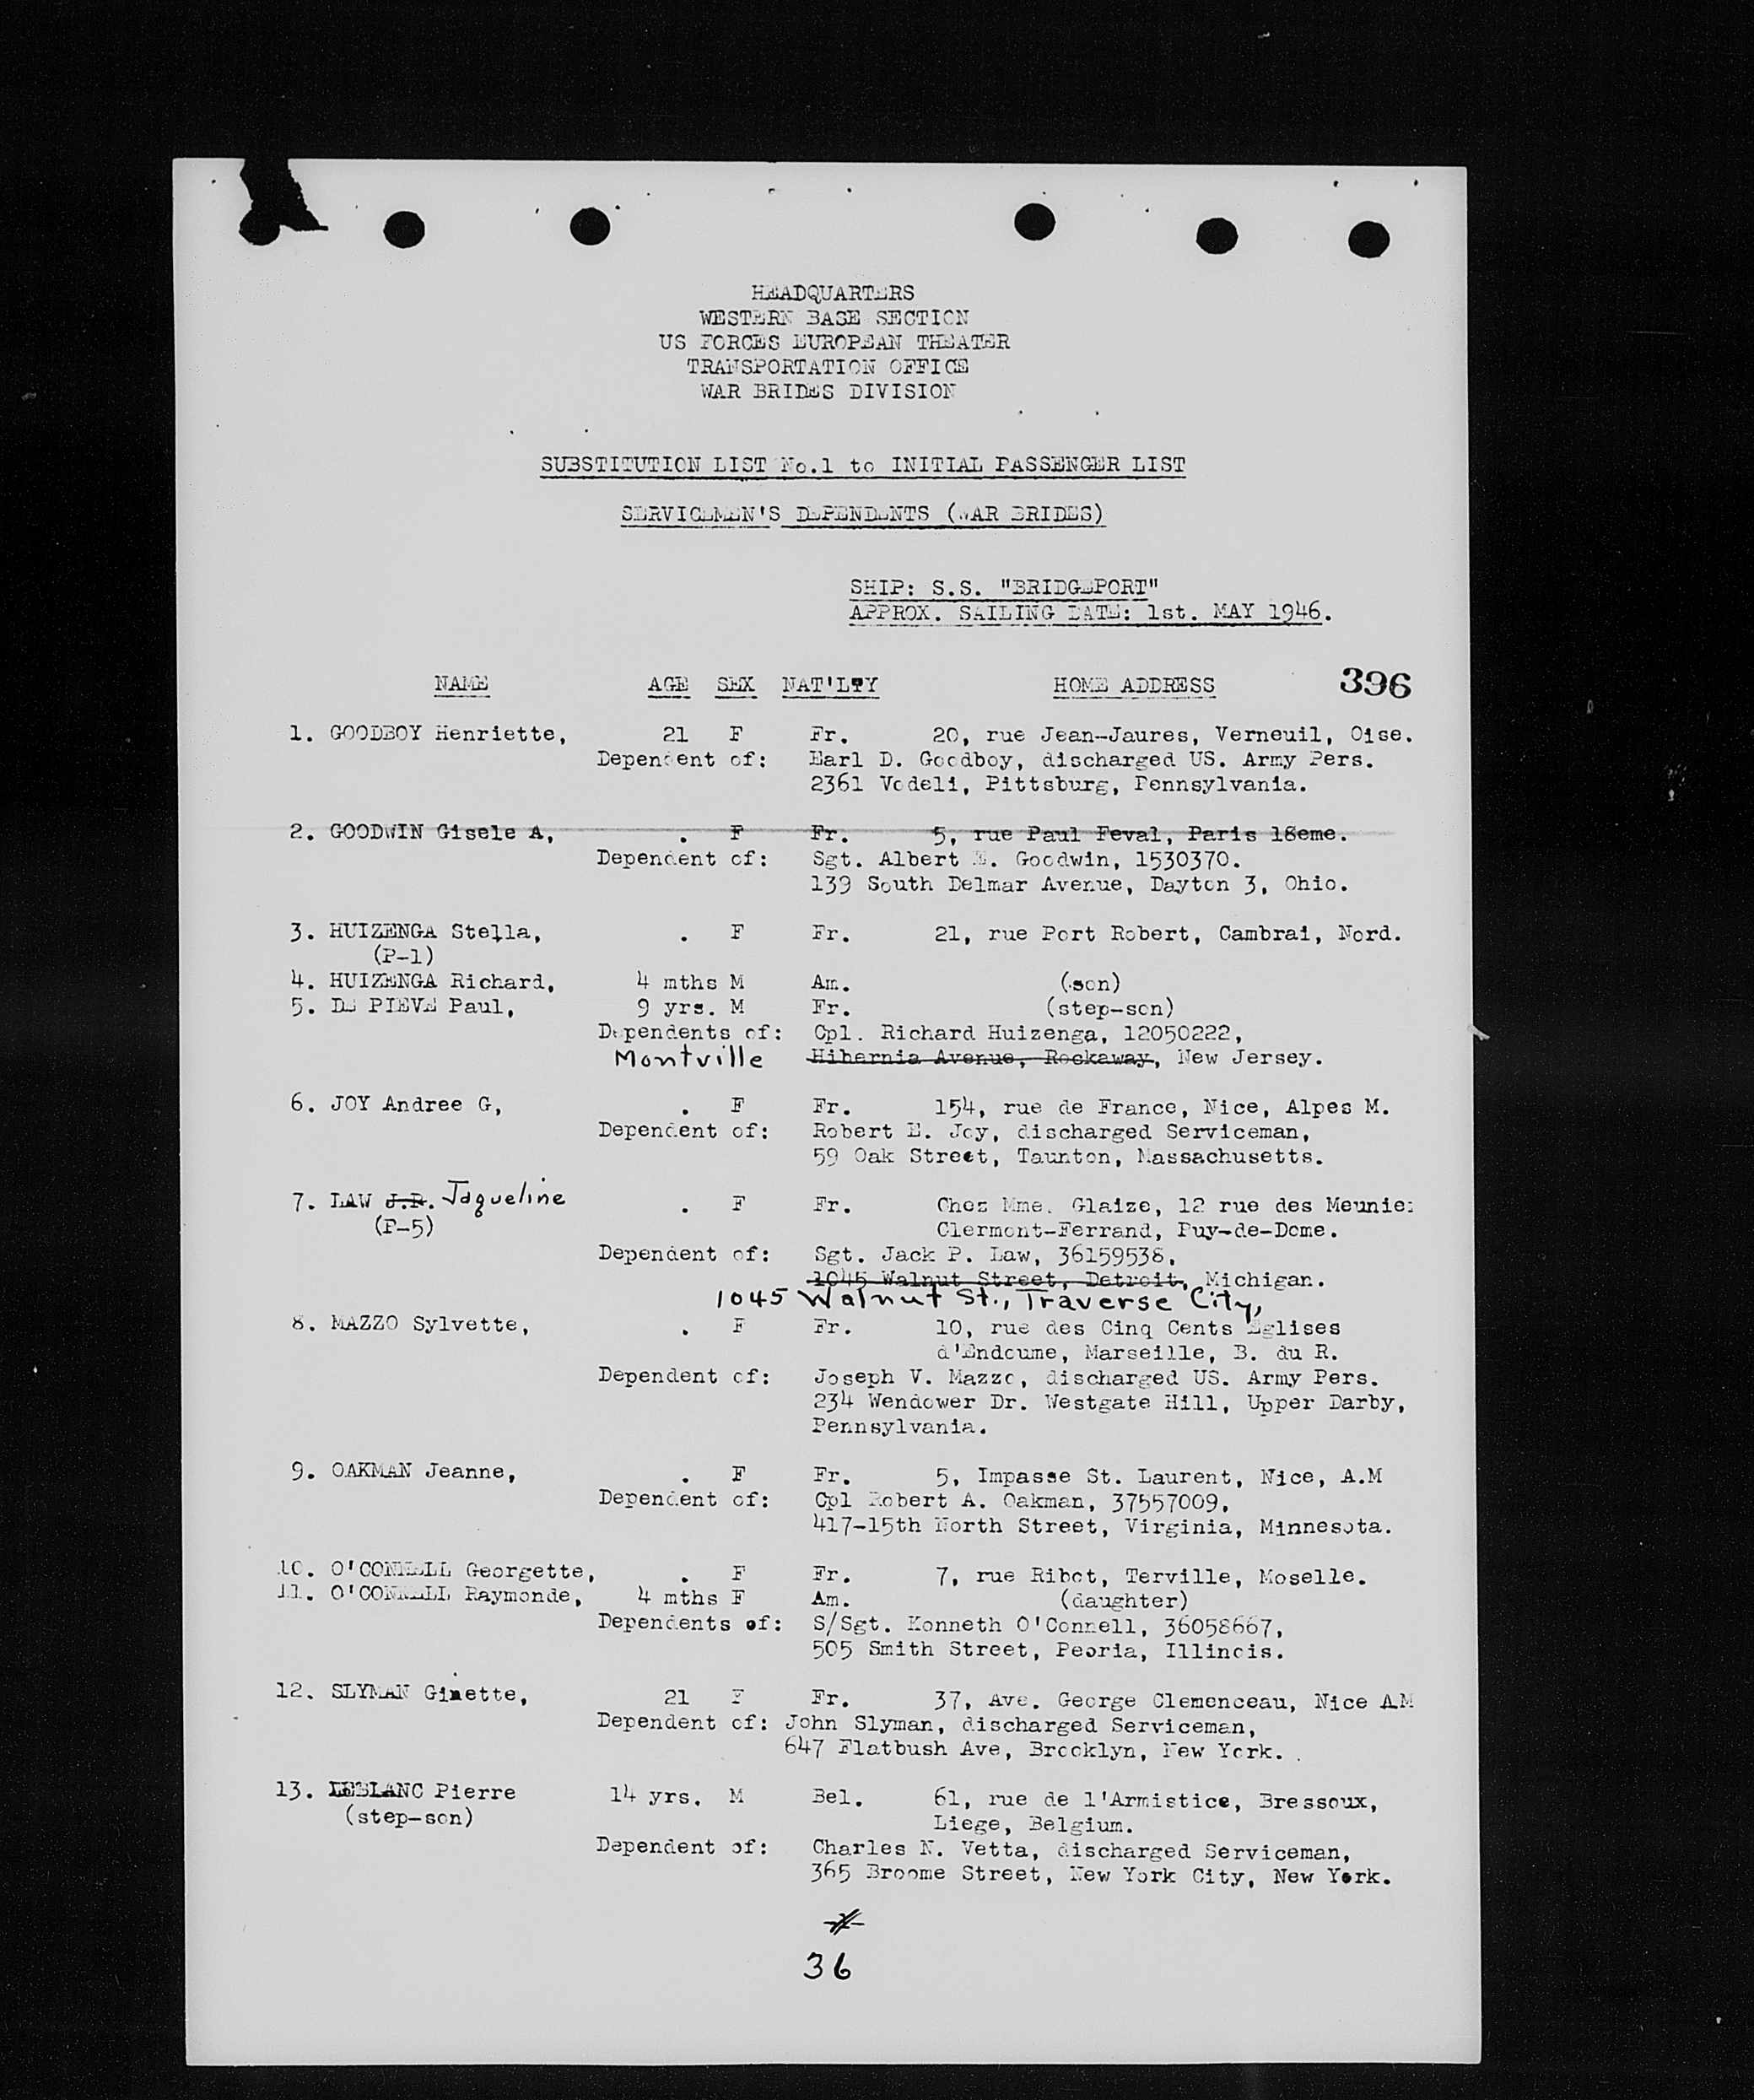 HEADQUARTERS
WESTERN BASE SECTION
US FORCES EUROPEAN THEATER
TRANSPORTATION OFFICE
WAR BRIDES DIVISION
SUBSTITUTION LIST No.1 to INITIAL PASSENGER LIST
SERVICEMEN'S DEPENDENTS (WAR BRIDES)
SHIP: S.S. "BRIDGEPORT"
APPROX. SAILING DATE: 1st. MAY 1946.
NAME AGE SEX NAT'LTY HOME ADDRESS 396
1. GOODBOY Henriette, 21 F Fr. 20, rue Jean-Jaures, Verneuil, Oise.
Dependent of: Earl D. Goodboy, discharged US. Army Pers.
2361 Vodeli, Pittsburg, Pennsylvania.
2. GOODWIN Gisele A, . F Fr. 5, rue Paul Feval, Paris 18eme.
Dependent of: Sgt. Albert E. Goodwin, 1530370.
139 South Delmar Avenue, Dayton 3, Ohio.
3. HUIZENGA Stella, . F Fr. 21, rue Port Robert, Cambrai, Nord.
(P-1)
4. HUIZENGA Richard, 4 mths M Am. (son)
5. DE PIEVE Paul, 9 yrs. M Fr. (step-son)
Dependents of: Cpl. Richard Huizenga, 12050222,
Montville Hibernia Avenue, Rockaway, New Jersey.
6. JOY Andree G, . F Fr. 154, rue de France, Nice, Alpes M.
Dependent of: Robert E. Joy, discharged Serviceman,
59 Oak Street, Taunton, Massachusetts.
7. LAW J.R. Jaqueline . F Fr. Chez Mme. Glaize, 12 rue des Meunie
(P-5) Clermont-Ferrand, Puy-de-Dome.
Dependent of: Sgt. Jack P. Law, 36159538,
1045 Walnut Street, Detroit, Michigan.
1045 Walnut St., Traverse City,
8. MAZZO Sylvette, . F Fr. 10, rue des Cinq Cents Eglises
d'Endoume, Marseille, B. du R.
Dependent of: Joseph V. Mazzo, discharged US. Army Pers.
234 Wendower Dr. Westgate Hill, Upper Darby,
Pennsylvania.
9. OAKMAN Jeanne, . F Fr. 5, Impasse St. Laurent, Nice, A.M
Dependent of: Cpl Robert A. Oakman, 37557009,
417-15th North Street, Virginia, Minnesota.
10. O'CONNELL Georgette, . F Fr. 7, rue Ribot, Terville, Moselle.
11. O'CONNELL Raymonde, 4 mths F Am. (daughter)
Dependents of: S/Sgt. Konneth O'Connell, 36058667,
505 Smith Street, Peoria, Illinois.
12. SLYMAN Ginette, 21 F Fr. 37, Ave. George Clemenceau, Nice AM
Dependent of: John Slyman, discharged Serviceman,
647 Flatbush Ave, Brooklyn, New York.
13. LEBLANC Pierre 14 yrs. M Bel. 61, rue de l'Armistice, Bressoux,
(step-son) Liege, Belgium.
Dependent of: Charles N. Vetta, discharged Serviceman,
365 Broome Street, New York City, New York.
36